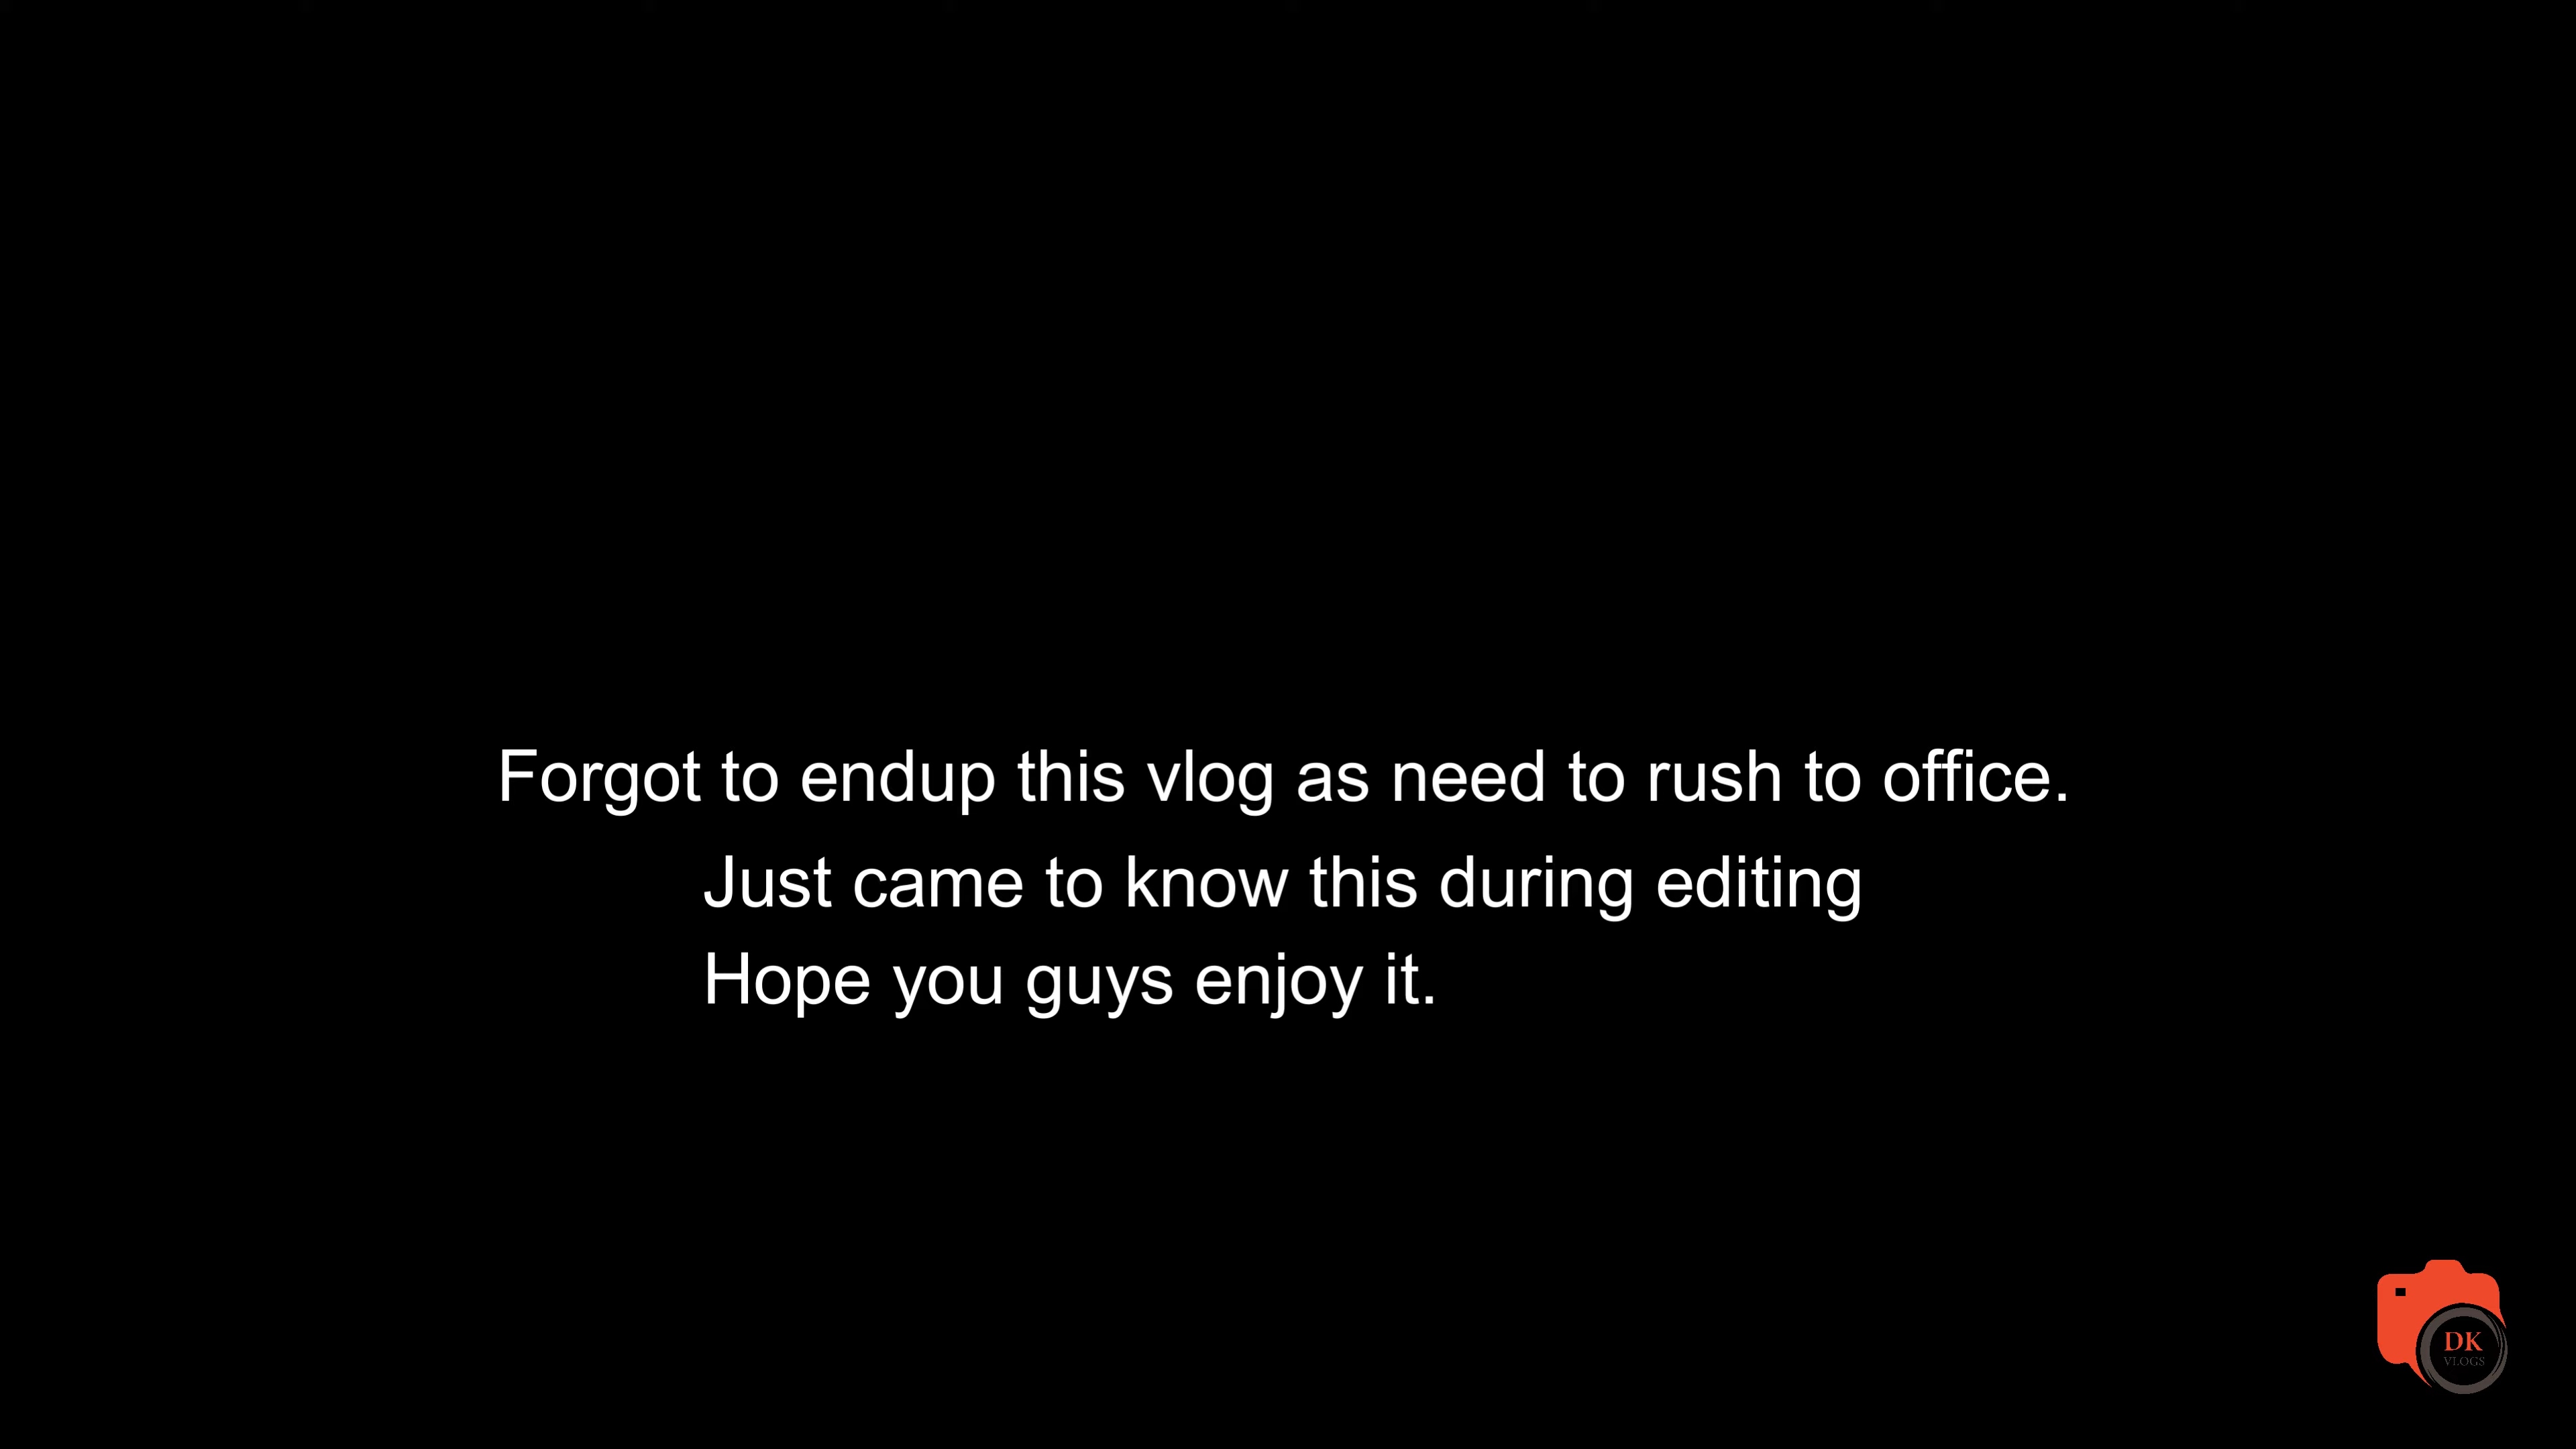 Forgot to endup this vlog as need to rush to office.
Just came to know this during editing
Hope you guys enjoy it.
DK
VLOGS